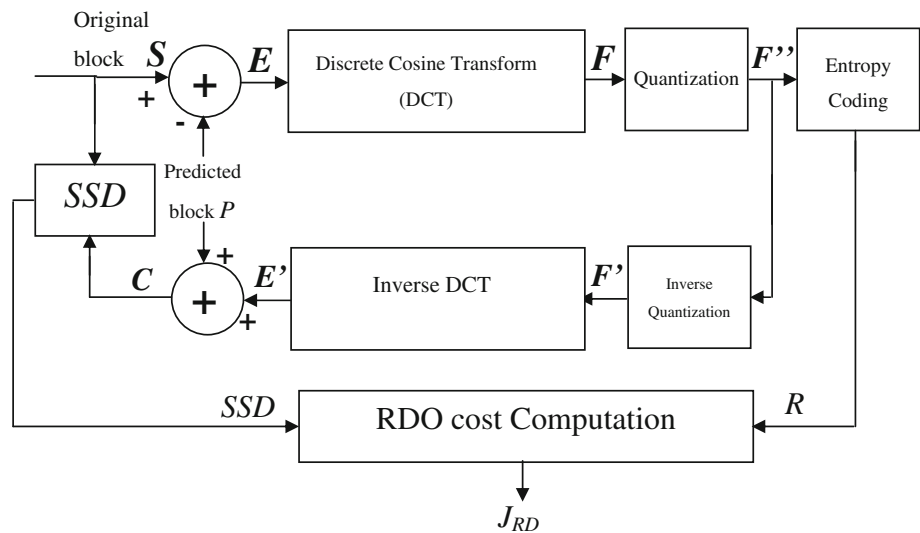 Original
block
S
+
+
-
E
Discrete Cosine Transform
(DCT)
F
Quantization
F’’
Entropy
Coding
SSD
Predicted
block P
C
+
+
+
E’
Inverse DCT
F’
Inverse
Quantization
SSD
RDO cost Computation
R
JRD